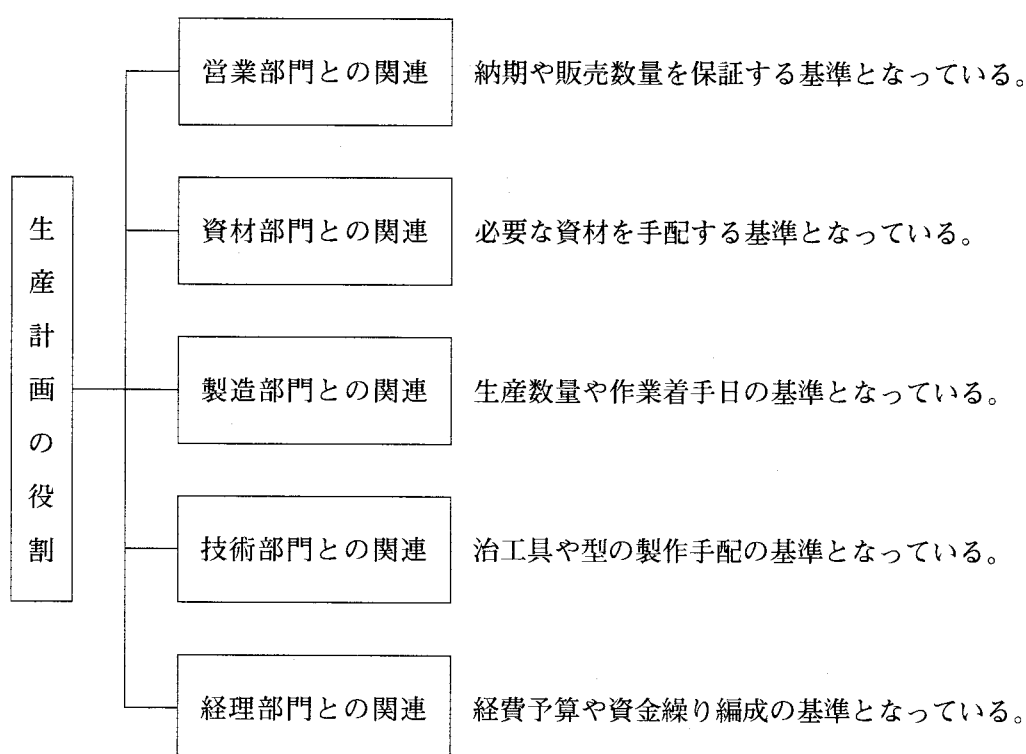 営業部門との関連 納期や販売数量を保証する基準となっている。
資材部門との関連 必要な資材を手配する基準となっている。
生産計画の役割
製造部門との関連 生産数量や作業着手日の基準となっている。
技術部門との関連 治工具や型の製作手配の基準となっている。
経理部門との関連 経費予算や資金繰り編成の基準となっている。